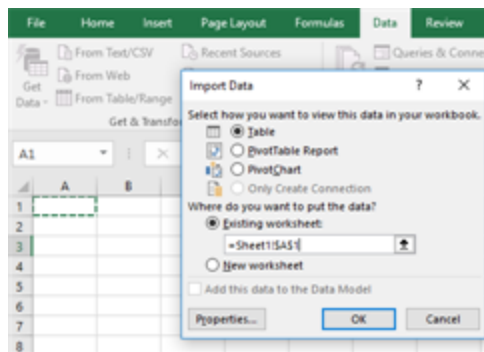 File Home Insert Page Layout Formulas Data Review
From Text/CSV Recent Sources Queries &
From Web
Get Data
From Table/Range
Get &
Import Data ? X
Select how you want to view this data in your workbook.
Table
PivotTable Report
PivotChart
Only Create Connection
Where do you want to put the data?
Existing worksheet:
=Sheet1!$A$1
New worksheet
Add this data to the Data Model
Properties... OK Cancel
A1
A B
1
2
3
4
5
6
7
8